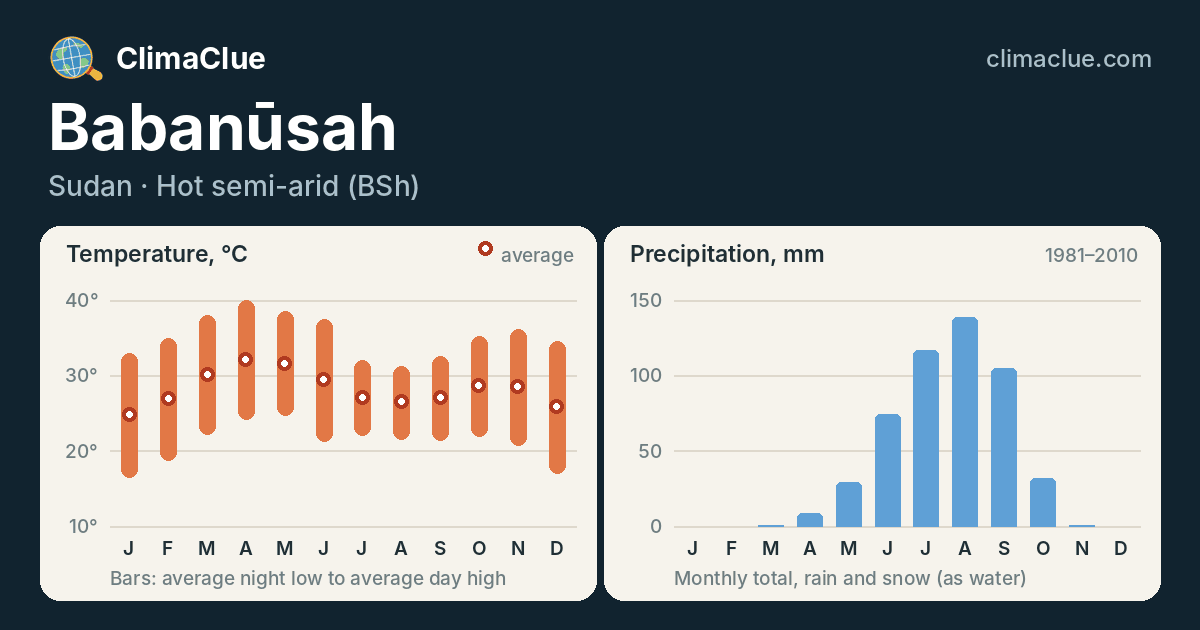 ClimaClue
climaclue.com
Babanūsah
Sudan · Hot semi-arid (BSh)
Temperature, °C
average
40°
30°
20°
10°
J F M A M J J A S O N D
Bars: average night low to average day high
Precipitation, mm
1981–2010
150
100
50
0
J F M A M J J A S O N D
Monthly total, rain and snow (as water)